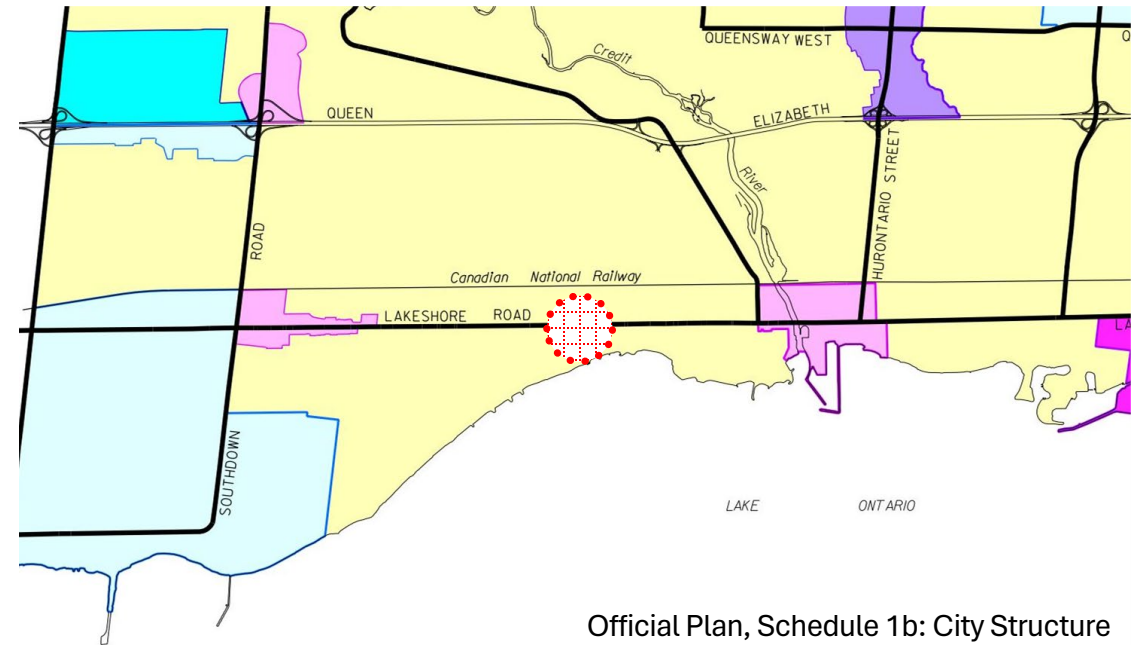 QUEENSWAY WEST
Q
Credit
QUEEN
ELIZABETH
River
HURONTARIO STREET
ROAD
Canadian National Railway
LAKESHORE ROAD
LA
SOUTHDOWN
LAKE ONTARIO
Official Plan, Schedule 1b: City Structure